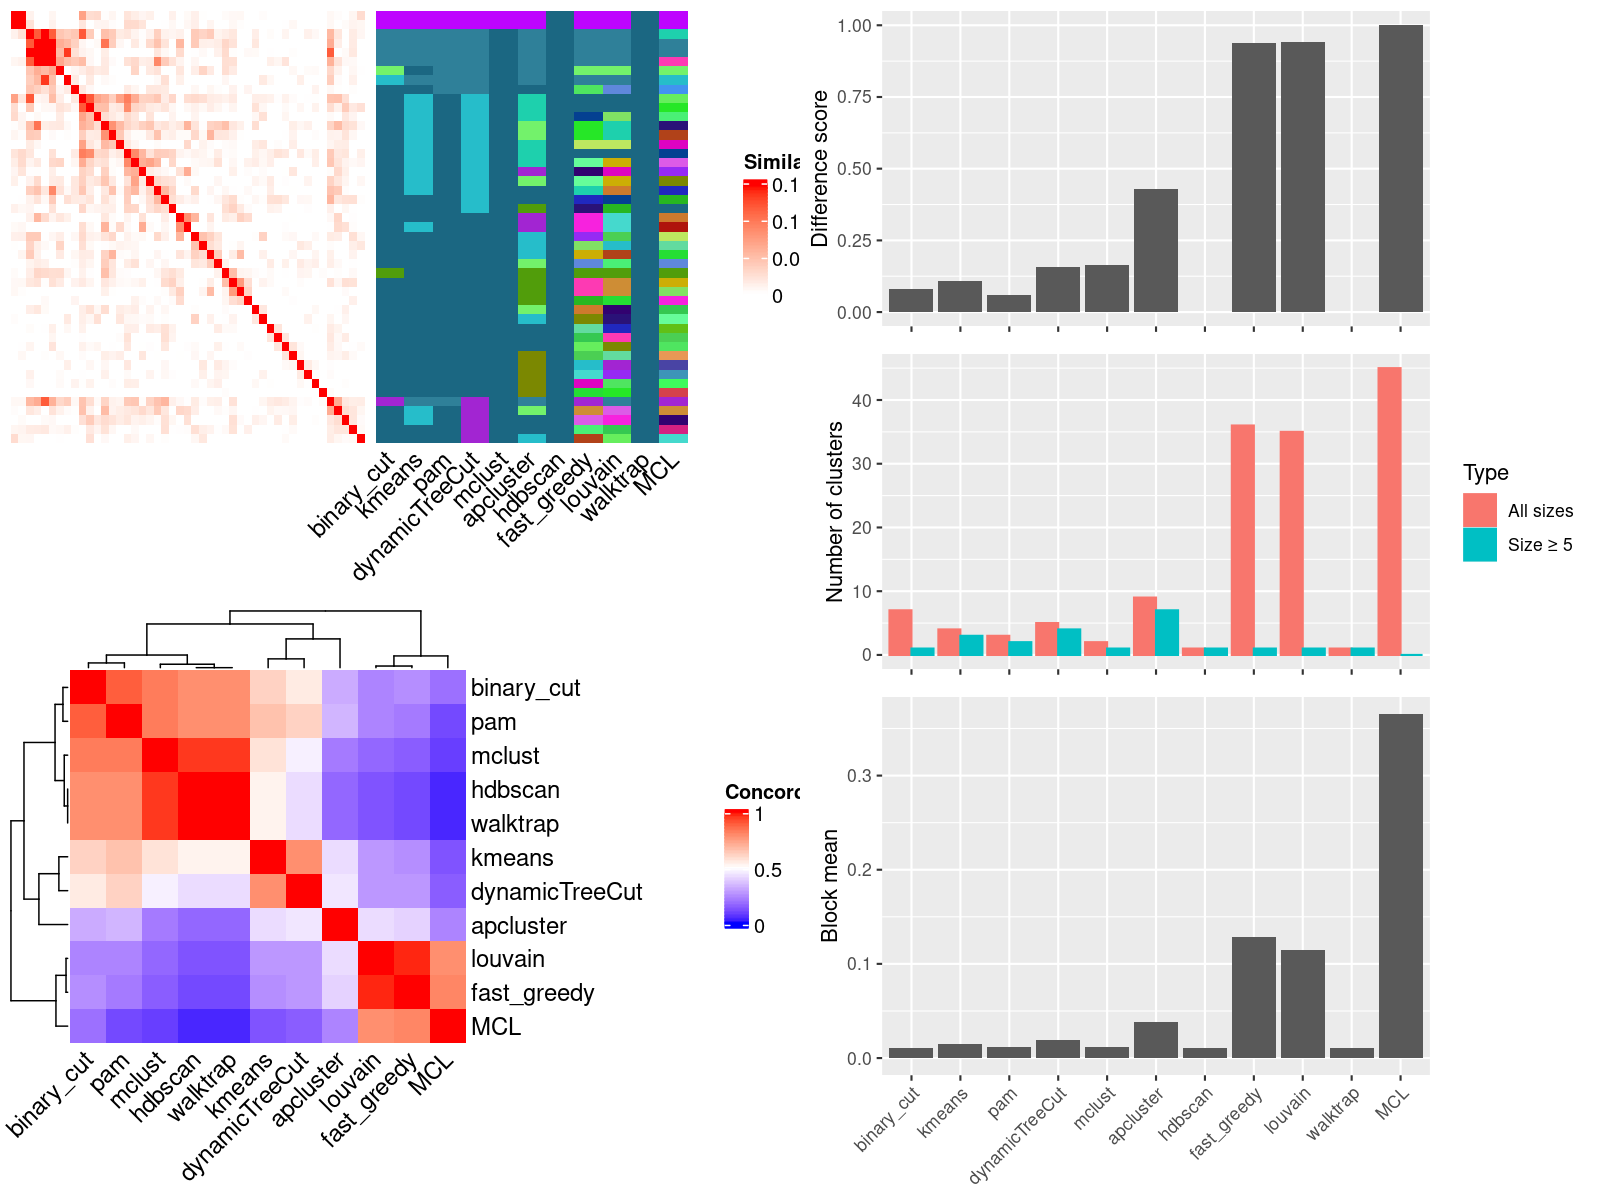 Simila
0.1
0.1
0.0
0
binary_cut
kmeans
pam
dynamicTreeCut
mclust
apcluster
hdbscan
fast_greedy
louvain
walktrap
MCL
binary_cut
pam
mclust
hdbscan
walktrap
kmeans
dynamicTreeCut
apcluster
louvain
fast_greedy
MCL
Concord
1
0.5
0
binary_cut
pam
mclust
hdbscan
walktrap
kmeans
dynamicTreeCut
apcluster
louvain
fast_greedy
MCL
Difference score
1.00
0.75
0.50
0.25
0.00
Number of clusters
40
30
20
10
0
Type
All sizes
Size ≥ 5
Block mean
0.3
0.2
0.1
0.0
binary_cut
kmeans
pam
dynamicTreeCut
mclust
apcluster
hdbscan
fast_greedy
louvain
walktrap
MCL